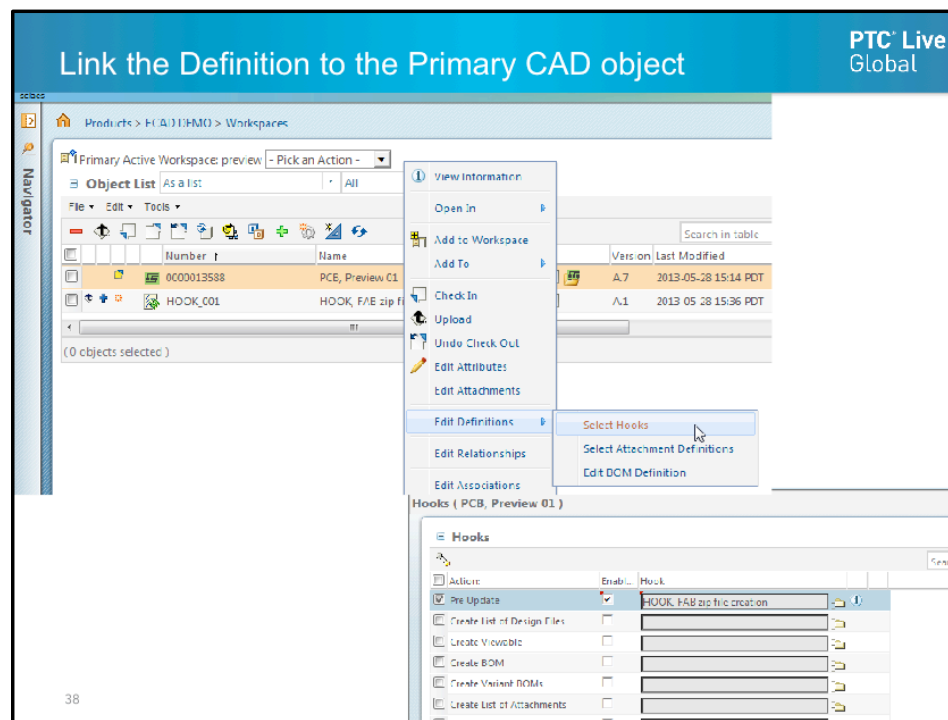 Link the Definition to the Primary CAD object
PTC® Live
Global
Navigator
Products > ECAD DEMO > Workspaces
Primary Active Workspace: preview - Pick an Action -
Object List As a list All
File Edit Tools
Search in table
Number Name Version Last Modified
0000013588 PCB, Preview 01 A.7 2013-05-28 15:14 PDT
HOOK_001 HOOK, FAB zip fi A.1 2013-05-28 15:36 PDT
(0 objects selected)
View Information
Open In
Add to Workspace
Add To
Check In
Upload
Undo Check Out
Edit Attributes
Edit Attachments
Edit Definitions
Edit Relationships
Edit Associations
Select Hooks
Select Attachment Definitions
Edit BOM Definition
Hooks ( PCB, Preview 01 )
Hooks
Sea
Actions Enabl... Hook
Pre Update HOOK, FAB zip file creation
Create List of Design Files
Create Viewable
Create BOM
Create Variant BOMs
Create List of Attachments
38